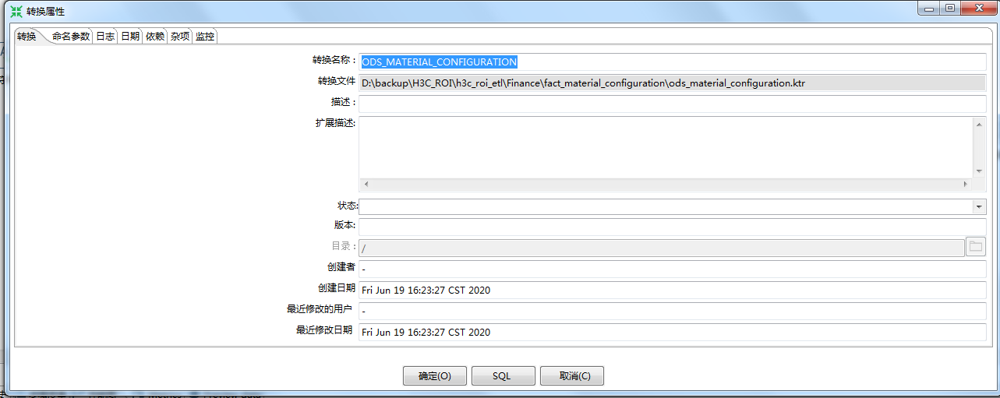 转换属性
转换 命名参数 日志 日期 依赖 杂项 监控
转换名称： ODS_MATERIAL_CONFIGURATION
转换文件 D:\backup\H3C_ROI\h3c_roi_etl\Finance\fact_material_configuration\ods_material_configuration.ktr
描述：
扩展描述:
状态:
版本:
目录： /
创建者 -
创建日期 Fri Jun 19 16:23:27 CST 2020
最近修改的用户 -
最近修改日期 Fri Jun 19 16:23:27 CST 2020
确定(O) SQL 取消(C)